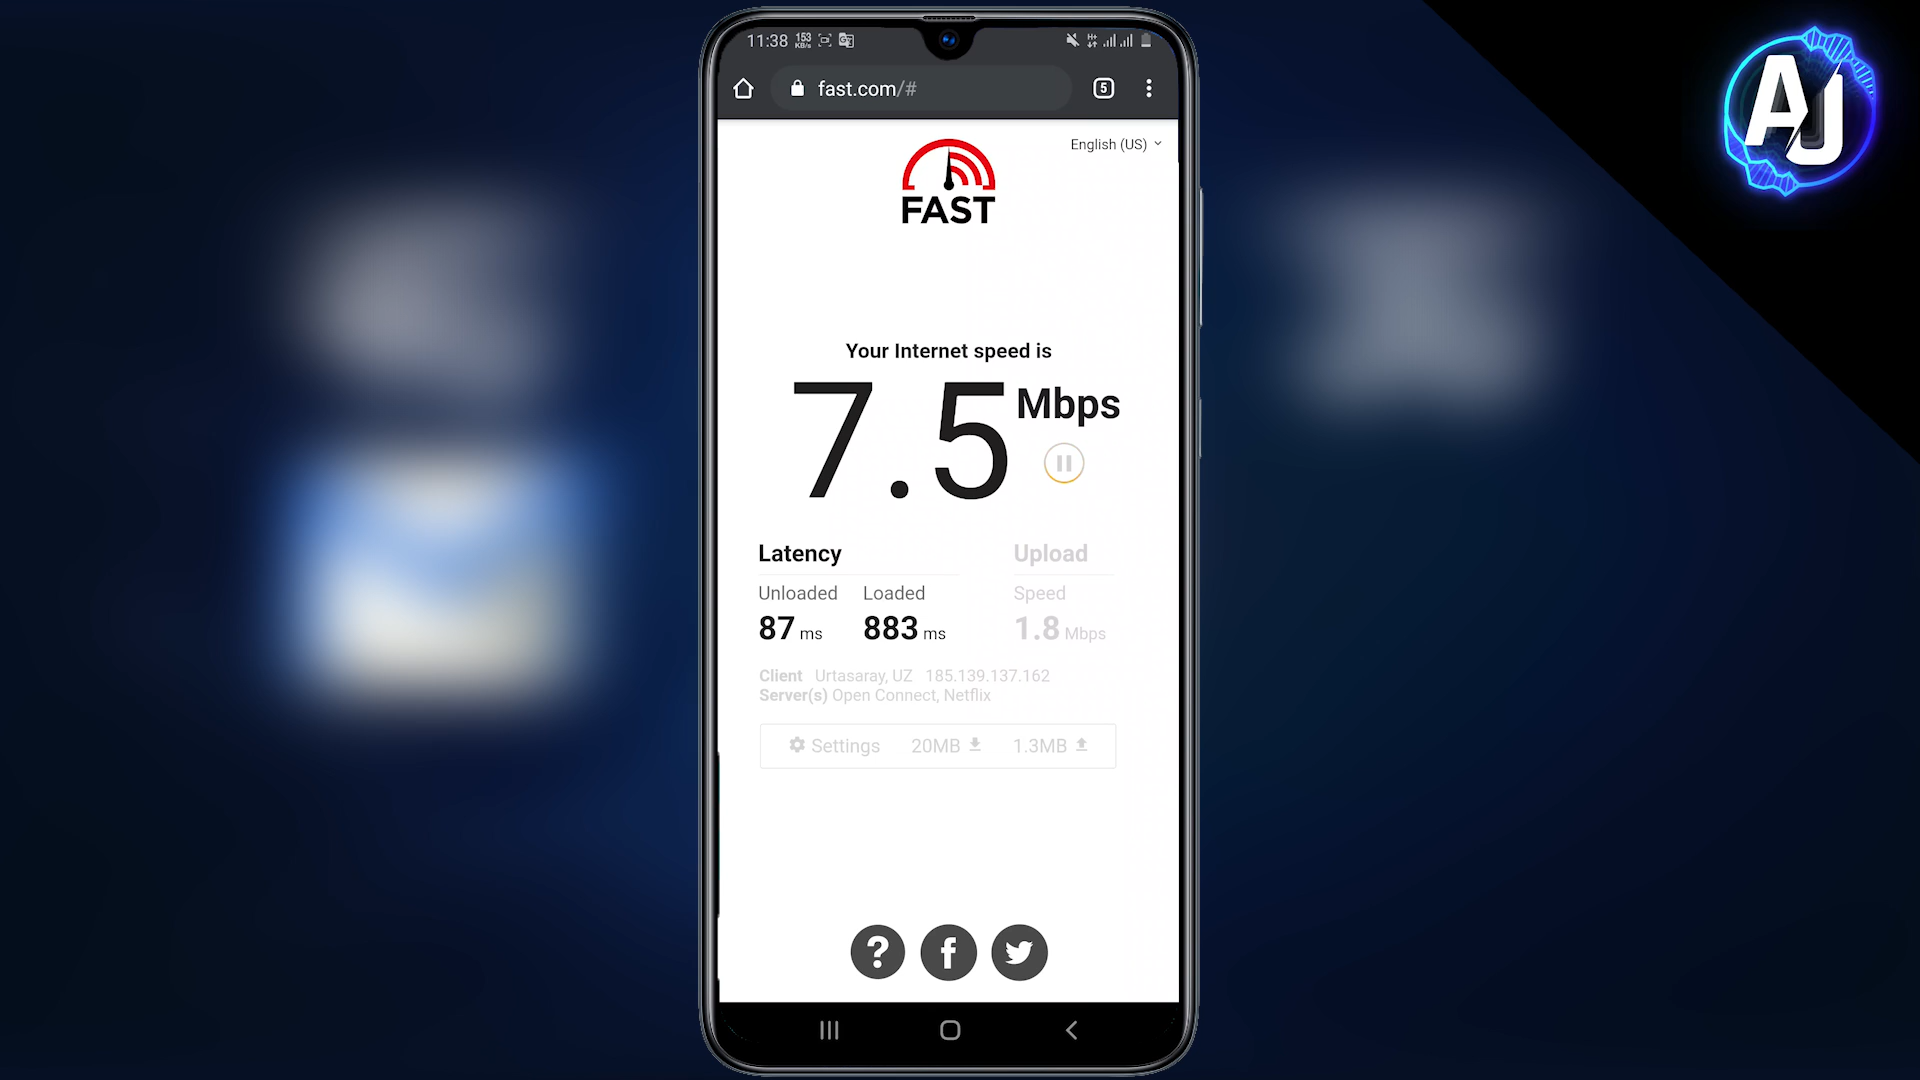 11:38 153 KB/s
fast.com/# 5
AJ
English (US)
FAST
Your Internet speed is
7.5 Mbps
Latency Upload
Unloaded Loaded Speed
87 ms 883 ms 1.8 Mbps
Client Urtasaray, UZ 185.139.137.162
Server(s) Open Connect, Netflix
Settings 20MB 1.3MB